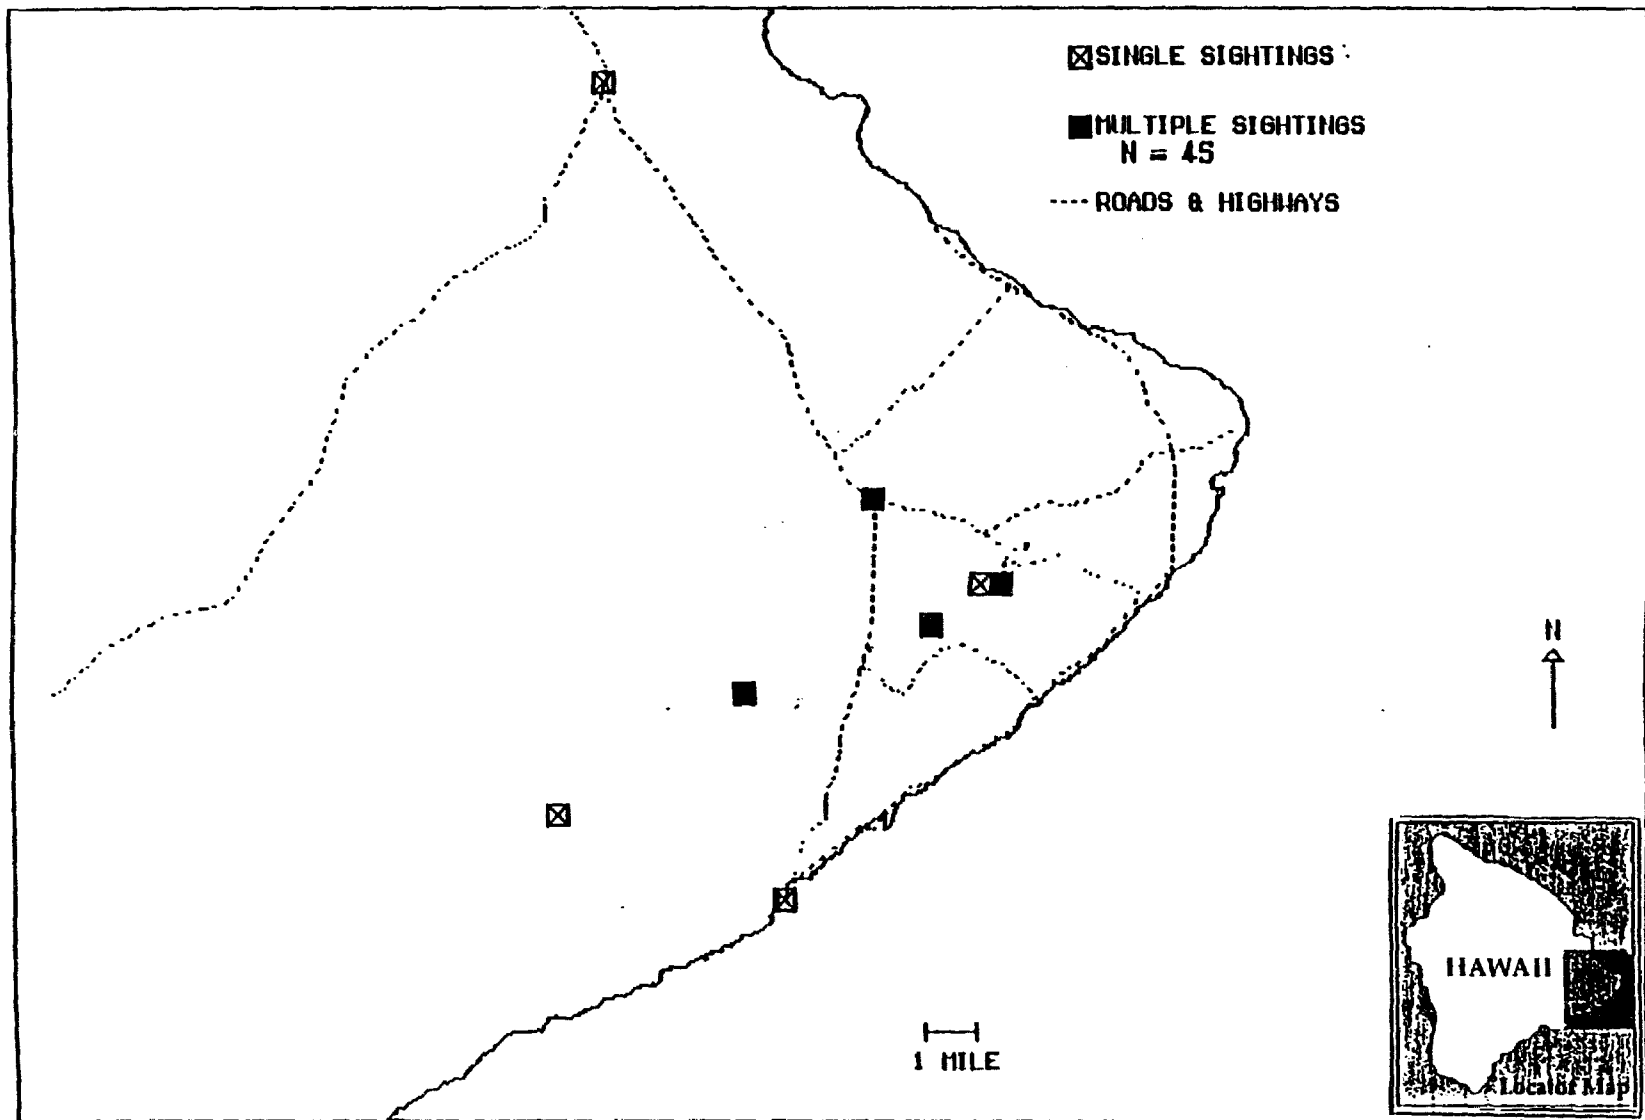 SINGLE SIGHTINGS
MULTIPLE SIGHTINGS
N = 45
ROADS & HIGHWAYS
N
HAWAII
Locator Map
1 MILE